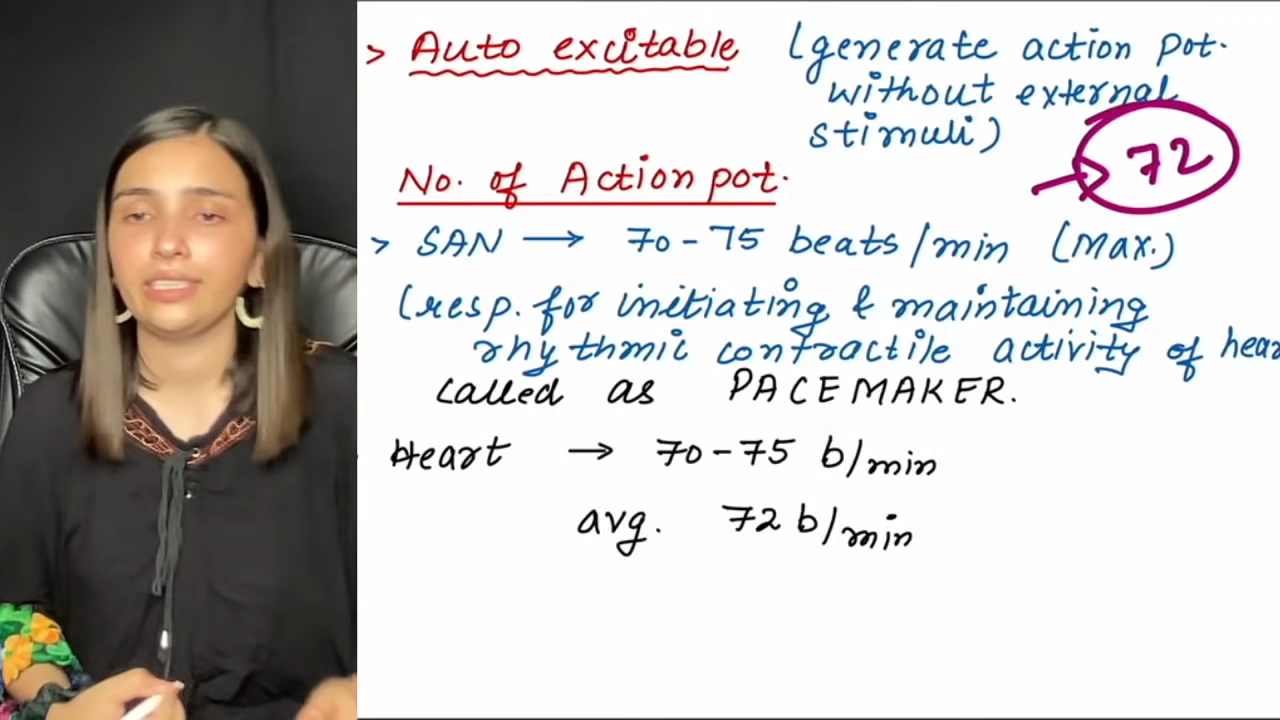 > Auto excitable (generate action pot.
without external
stimuli)
72
No. of Action pot.
> SAN → 70-75 beats/min (Max.)
(resp. for initiating & maintaining
rhythmic contractile activity of hear
called as PACEMAKER.
Heart → 70-75 b/min
avg. 72 b/min